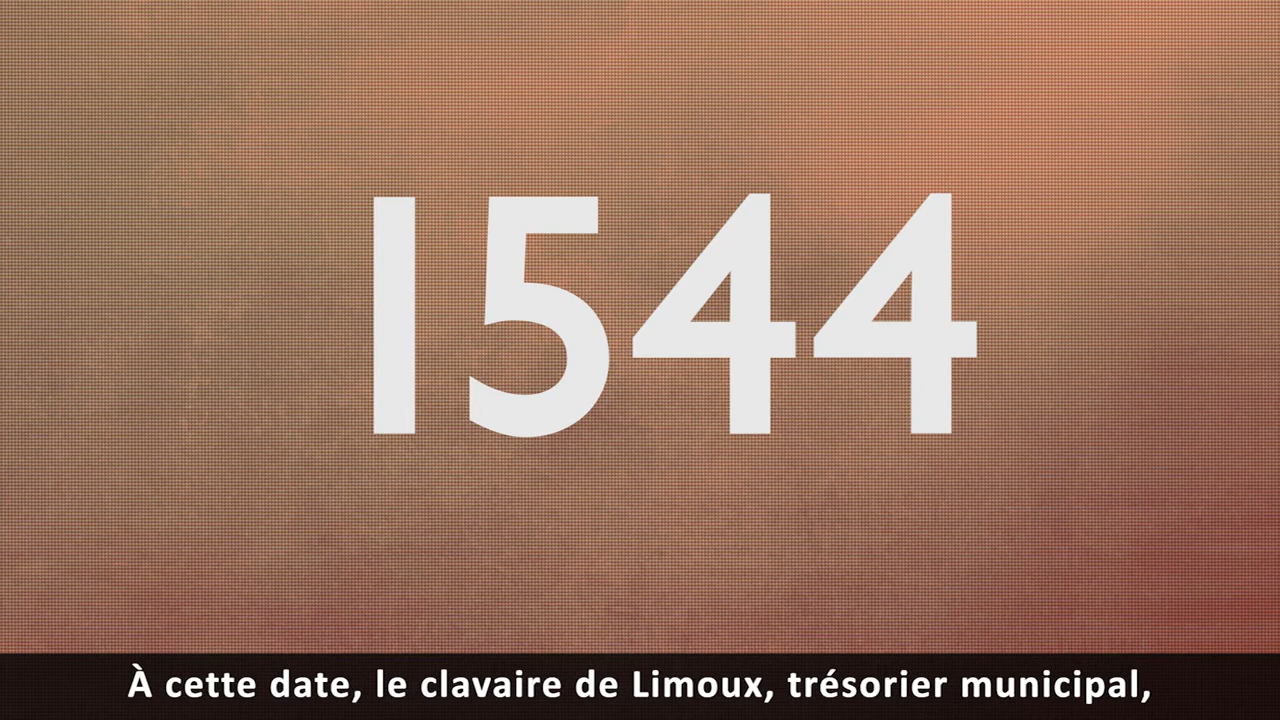 1544
À cette date, le clavaire de Limoux, trésorier municipal,